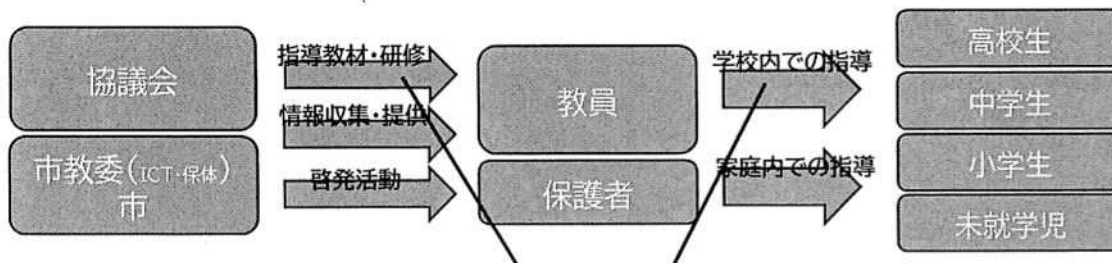 協議会
市教委(ICT・保体)
市
指導教材・研修
情報収集・提供
啓発活動
教員
保護者
学校内での指導
家庭内での指導
高校生
中学生
小学生
未就学児